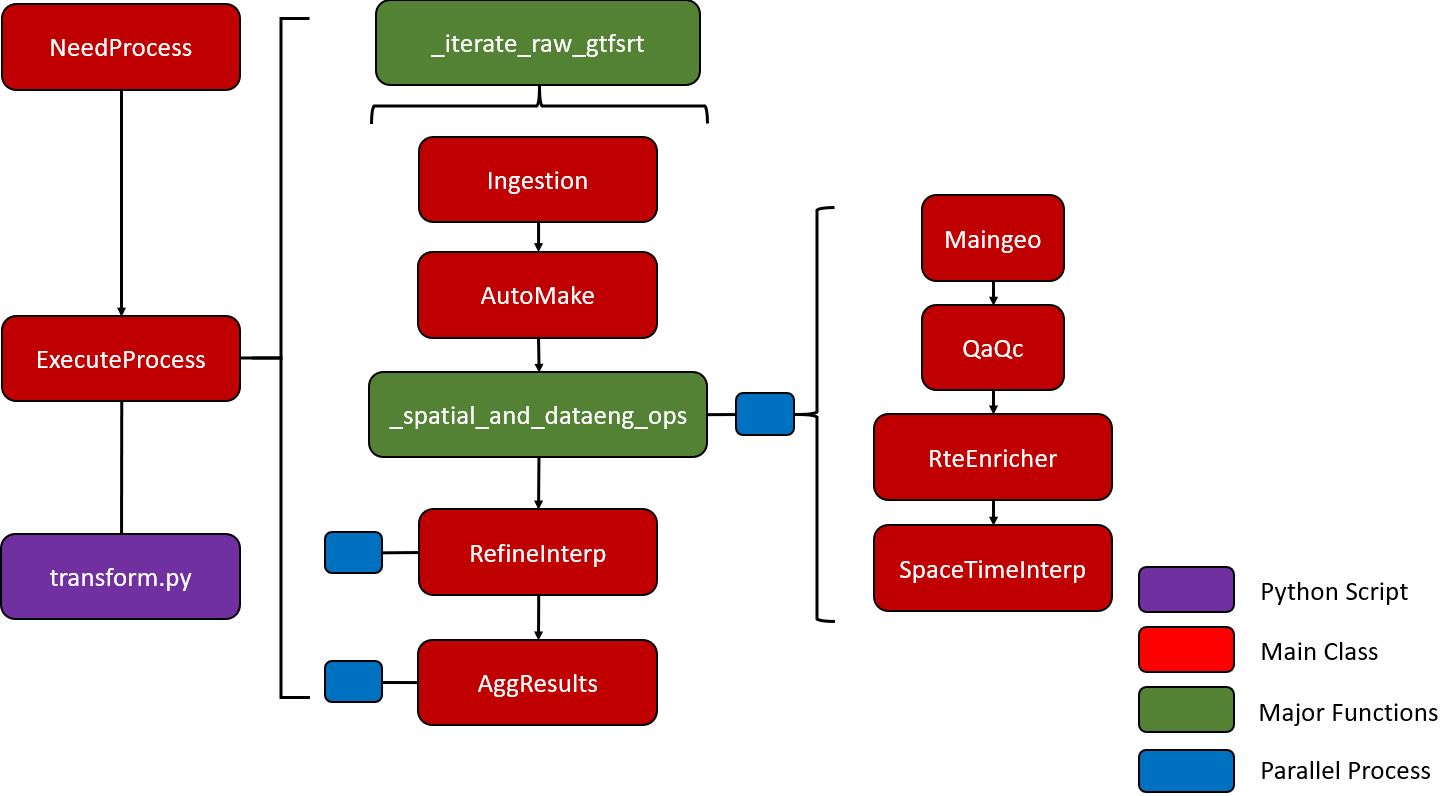 NeedProcess
ExecuteProcess
transform.py
_iterate_raw_gtfsrt
Ingestion
AutoMake
_spatial_and_dataeng_ops
RefineInterp
AggResults
Maingeo
QaQc
RteEnricher
SpaceTimeInterp
Python Script
Main Class
Major Functions
Parallel Process